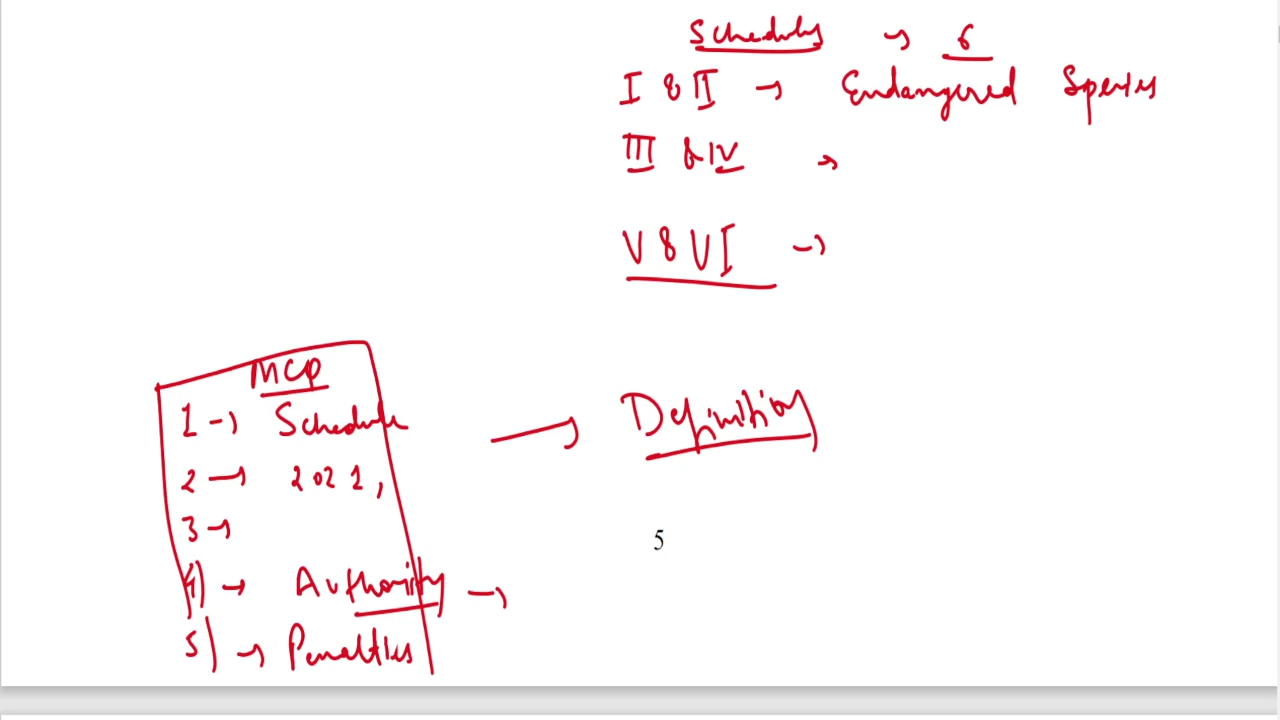 Schedules → 6
I & II → Endangered Species
III & IV →
V & VI →
MCP
1 → Schedule → Definition
2 → 2021,
3 →
4) → Authority →
5) → Penalties
5